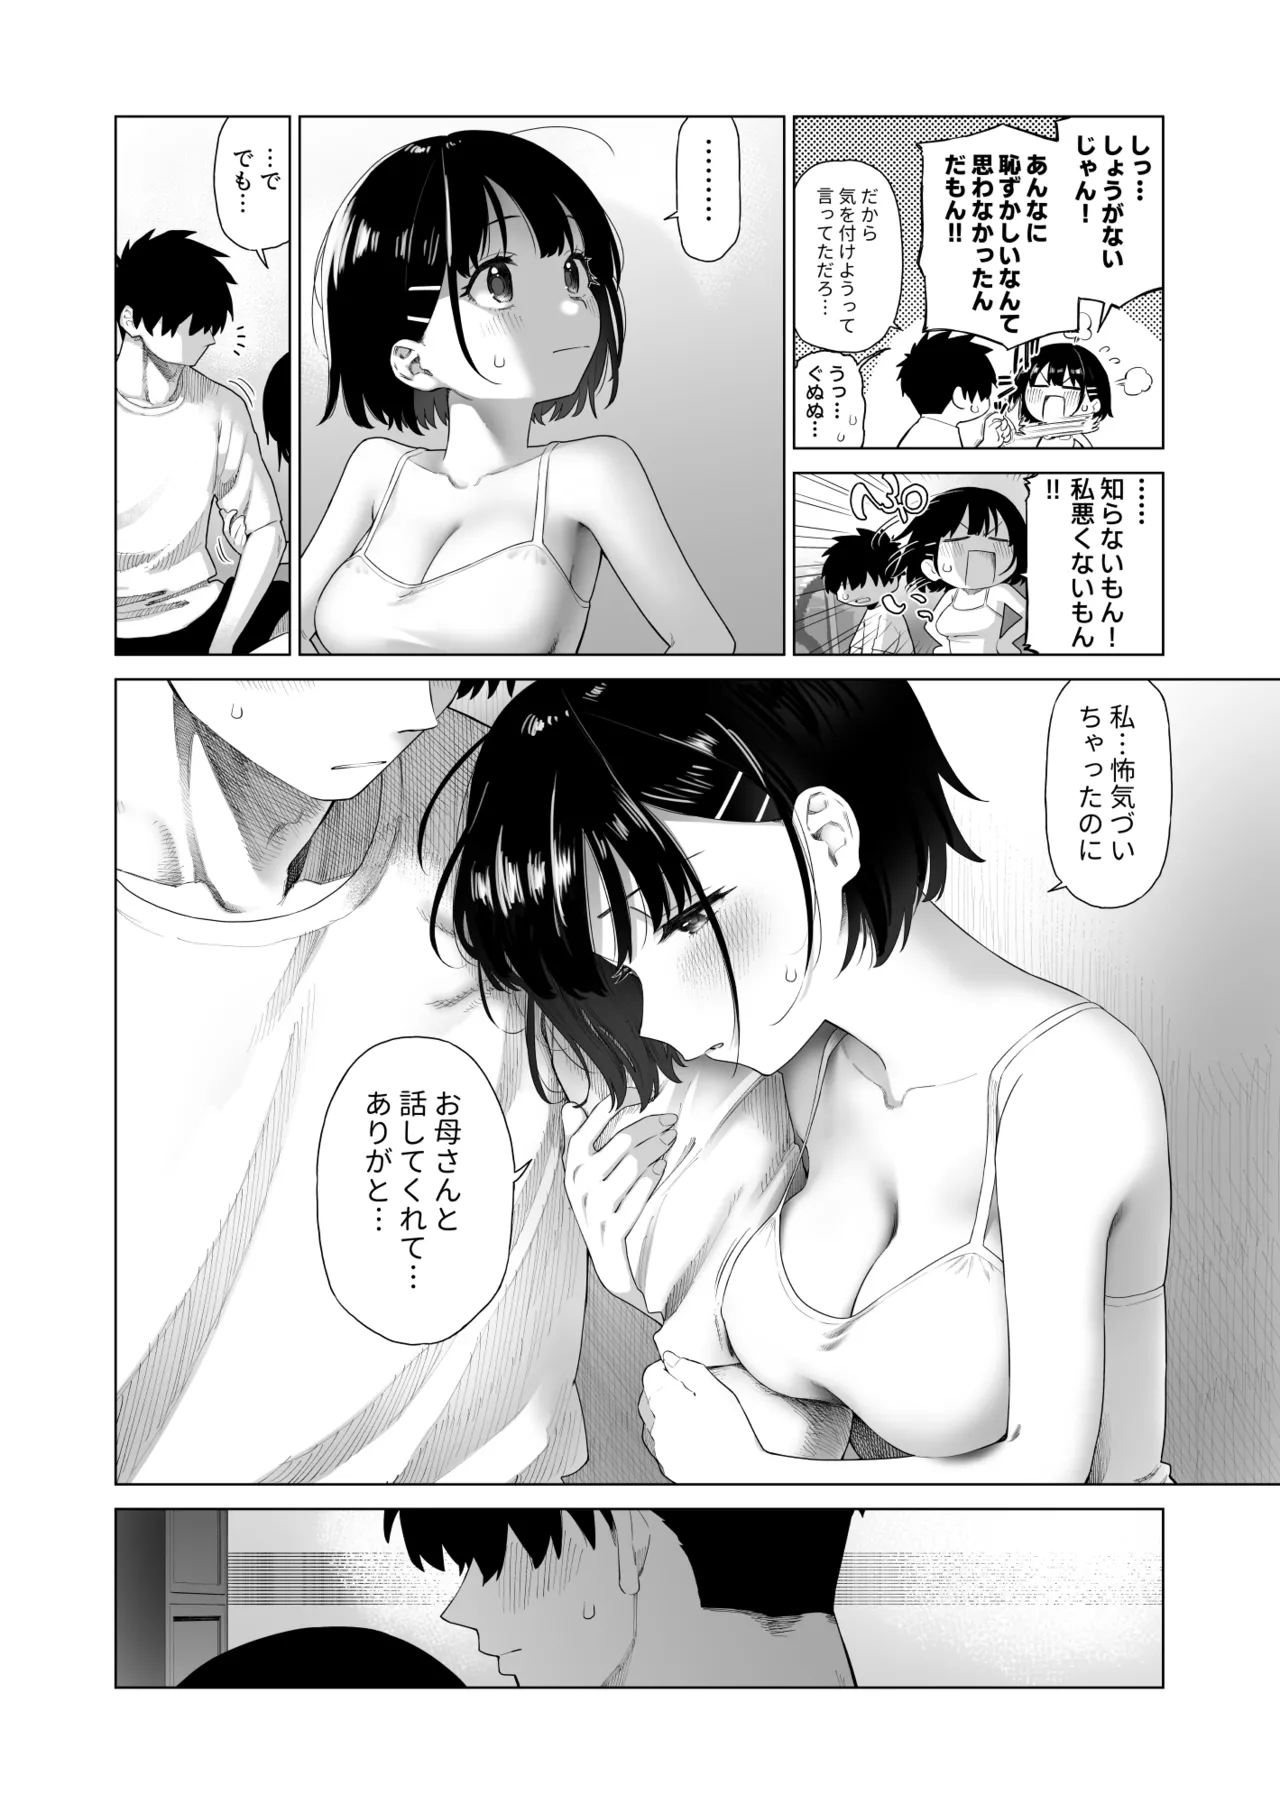 しっ…
しょうがない
じゃん！
あんなに
恥ずかしいなんて
思わなかったん
だもん!!
だから
気を付けようって
言ってただろ…
うっ…
ぐぬぬ…
……
知らないもん！
私悪くないもん
!!
………
…で
でも…
私…怖気づい
ちゃったのに
お母さんと
話してくれて…
ありがと…